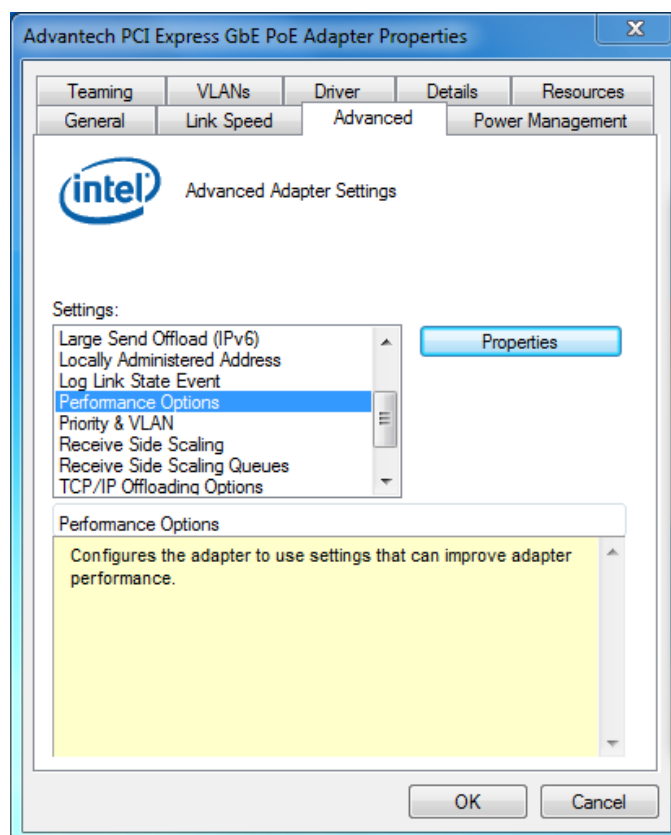 Advantech PCI Express GbE PoE Adapter Properties
X
Teaming VLANs Driver Details Resources
General Link Speed Advanced Power Management
intel
Advanced Adapter Settings
Settings:
Large Send Offload (IPv6)
Locally Administered Address
Log Link State Event
Performance Options
Priority & VLAN
Receive Side Scaling
Receive Side Scaling Queues
TCP/IP Offloading Options
Properties
Performance Options
Configures the adapter to use settings that can improve adapter
performance.
OK Cancel